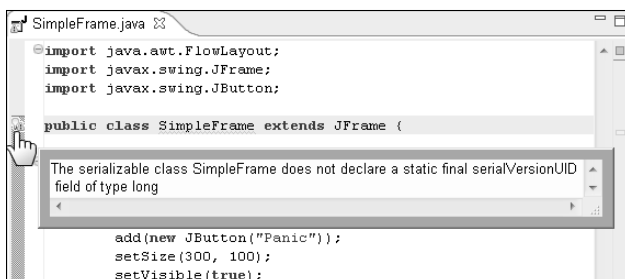 SimpleFrame.java
import java.awt.FlowLayout;
import javax.swing.JFrame;
import javax.swing.JButton;
public class SimpleFrame extends JFrame {
The serializable class SimpleFrame does not declare a static final serialVersionUID
field of type long
add(new JButton("Panic"));
setSize(300, 100);
setVisible(true);